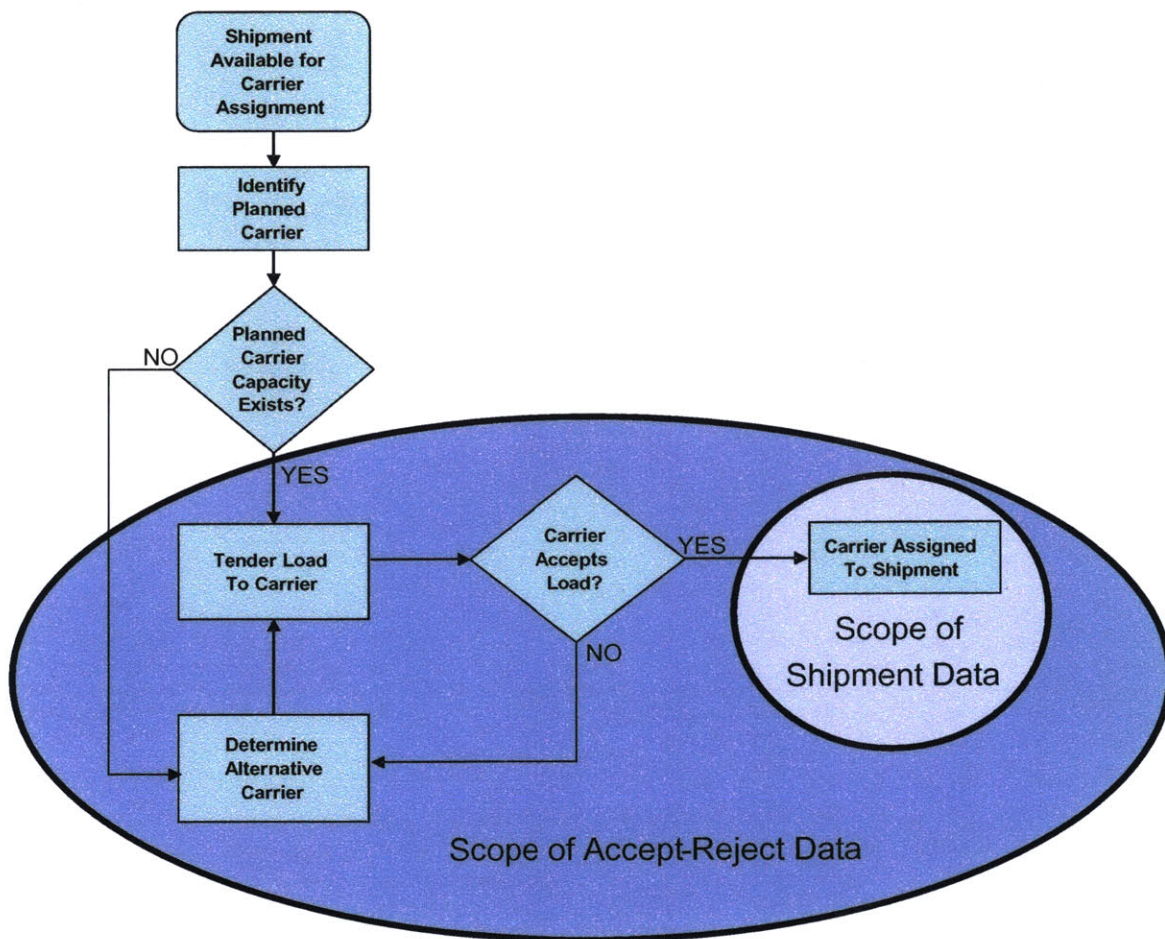 Shipment
Available for
Carrier
Assignment
Identify
Planned
Carrier
Planned
Carrier
Capacity
Exists?
NO
YES
Tender Load
To Carrier
Carrier
Accepts
Load?
YES
Carrier Assigned
To Shipment
Scope of
Shipment Data
NO
Determine
Alternative
Carrier
Scope of Accept-Reject Data